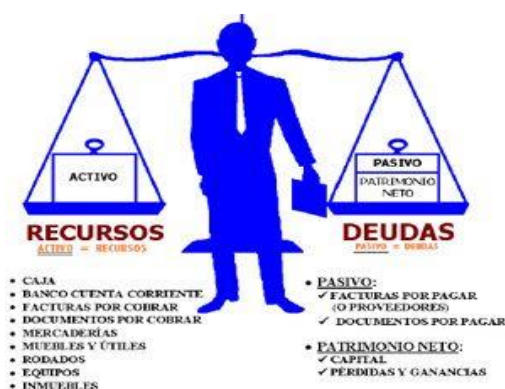 ACTIVO
PASIVO
PATRIMONIO
NETO
RECURSOS
ACTIVO = RECURSOS
DEUDAS
PASIVO = DEUDAS
• CAJA
• BANCO CUENTA CORRIENTE
• FACTURAS POR COBRAR
• DOCUMENTOS POR COBRAR
• MERCADERÍAS
• MUEBLES Y ÚTILES
• RODADOS
• EQUIPOS
• INMUEBLES
• PASIVO:
✓ FACTURAS POR PAGAR
(O PROVEEDORES)
✓ DOCUMENTOS POR PAGAR
• PATRIMONIO NETO:
✓ CAPITAL
✓ PÉRDIDAS Y GANANCIAS